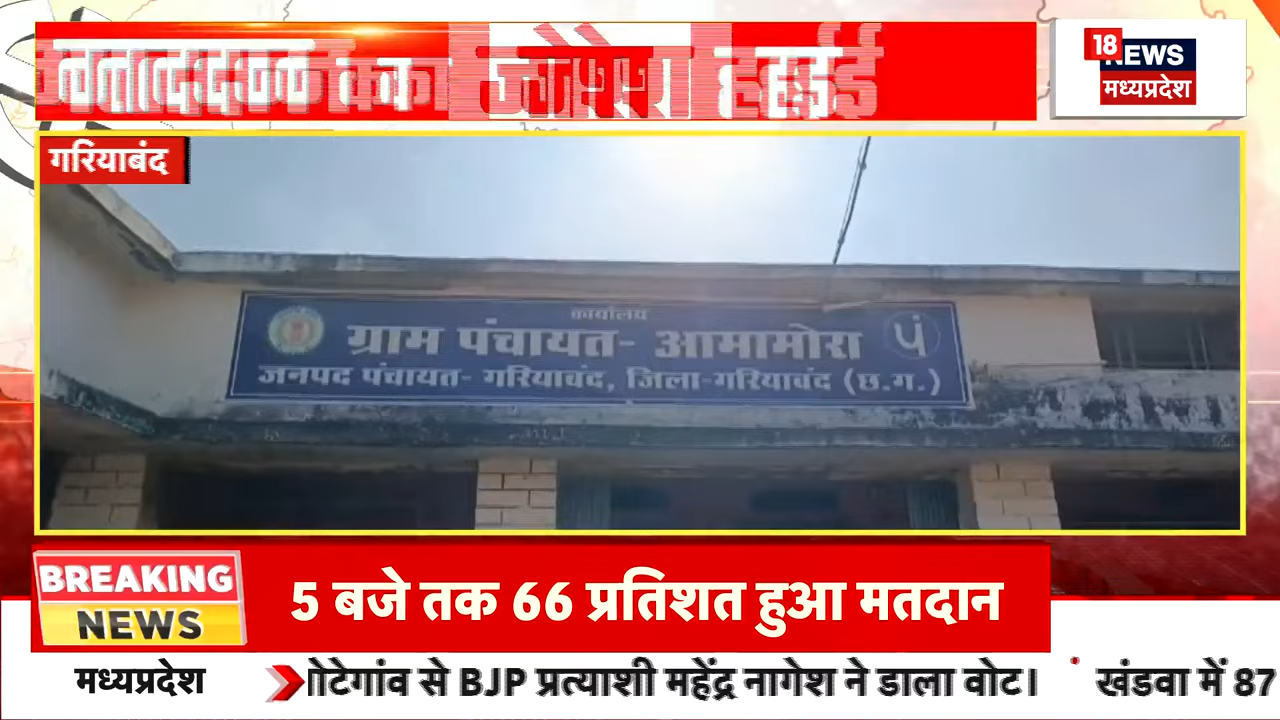 18
NEWS
मध्यप्रदेश
गरियाबंद
कार्यालय
ग्राम पंचायत- आमामोरा पं
जनपद पंचायत- गरियाबंद, जिला-गरियाबंद (छ.ग.)
BREAKING
NEWS
5 बजे तक 66 प्रतिशत हुआ मतदान
मध्यप्रदेश
गोटेगांव से BJP प्रत्याशी महेंद्र नागेश ने डाला वोट। खंडवा में 87